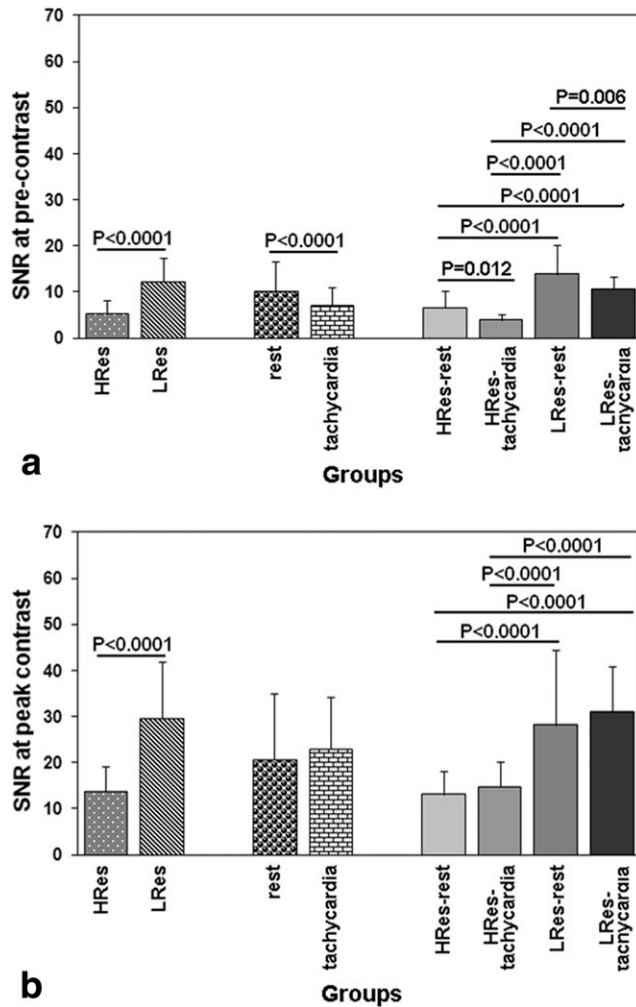 70
60
50
40
30
20
10
0
SNR at pre-contrast
P<0.0001
P<0.0001
P=0.006
P<0.0001
P<0.0001
P<0.0001
P<0.0001
P=0.012
HRes
LRes
rest
tachycardia
HRes-rest
HRes-
tachycardia
LRes-rest
LRes-
tachycardia
a
Groups
70
60
50
40
30
20
10
0
SNR at peak contrast
P<0.0001
P<0.0001
P<0.0001
P<0.0001
P<0.0001
HRes
LRes
rest
tachycardia
HRes-rest
HRes-
tachycardia
LRes-rest
LRes-
tachycardia
b
Groups